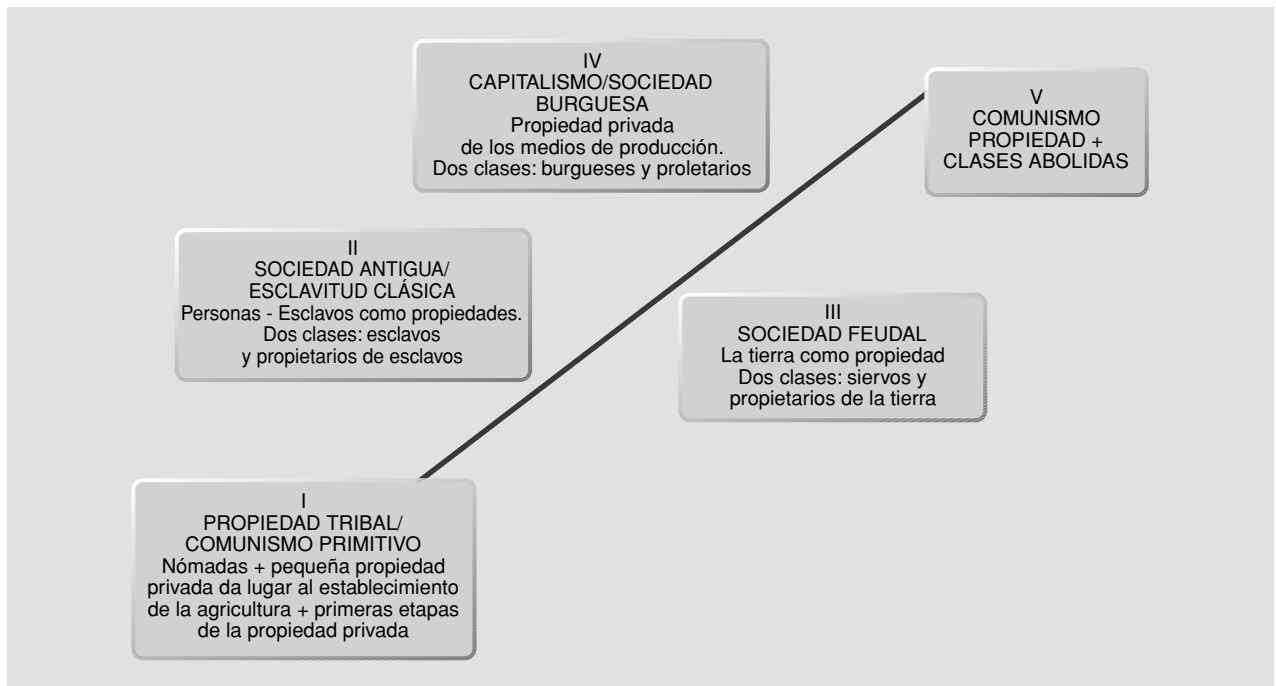 IV
CAPITALISMO/SOCIEDAD
BURGUESA
Propiedad privada
de los medios de producción.
Dos clases: burgueses y proletarios
V
COMUNISMO
PROPIEDAD +
CLASES ABOLIDAS
II
SOCIEDAD ANTIGUA/
ESCLAVITUD CLÁSICA
Personas - Esclavos como propiedades.
Dos clases: esclavos
y propietarios de esclavos
III
SOCIEDAD FEUDAL
La tierra como propiedad
Dos clases: siervos y
propietarios de la tierra
I
PROPIEDAD TRIBAL/
COMUNISMO PRIMITIVO
Nómadas + pequeña propiedad
privada da lugar al establecimiento
de la agricultura + primeras etapas
de la propiedad privada